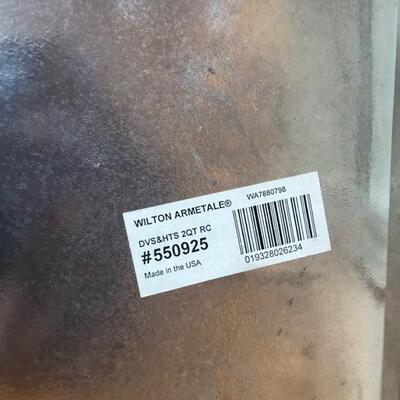 WILTON ARMETALE®
WA7880798
DVS&HTS 2QT RC
#550925
Made in the USA
019328026234